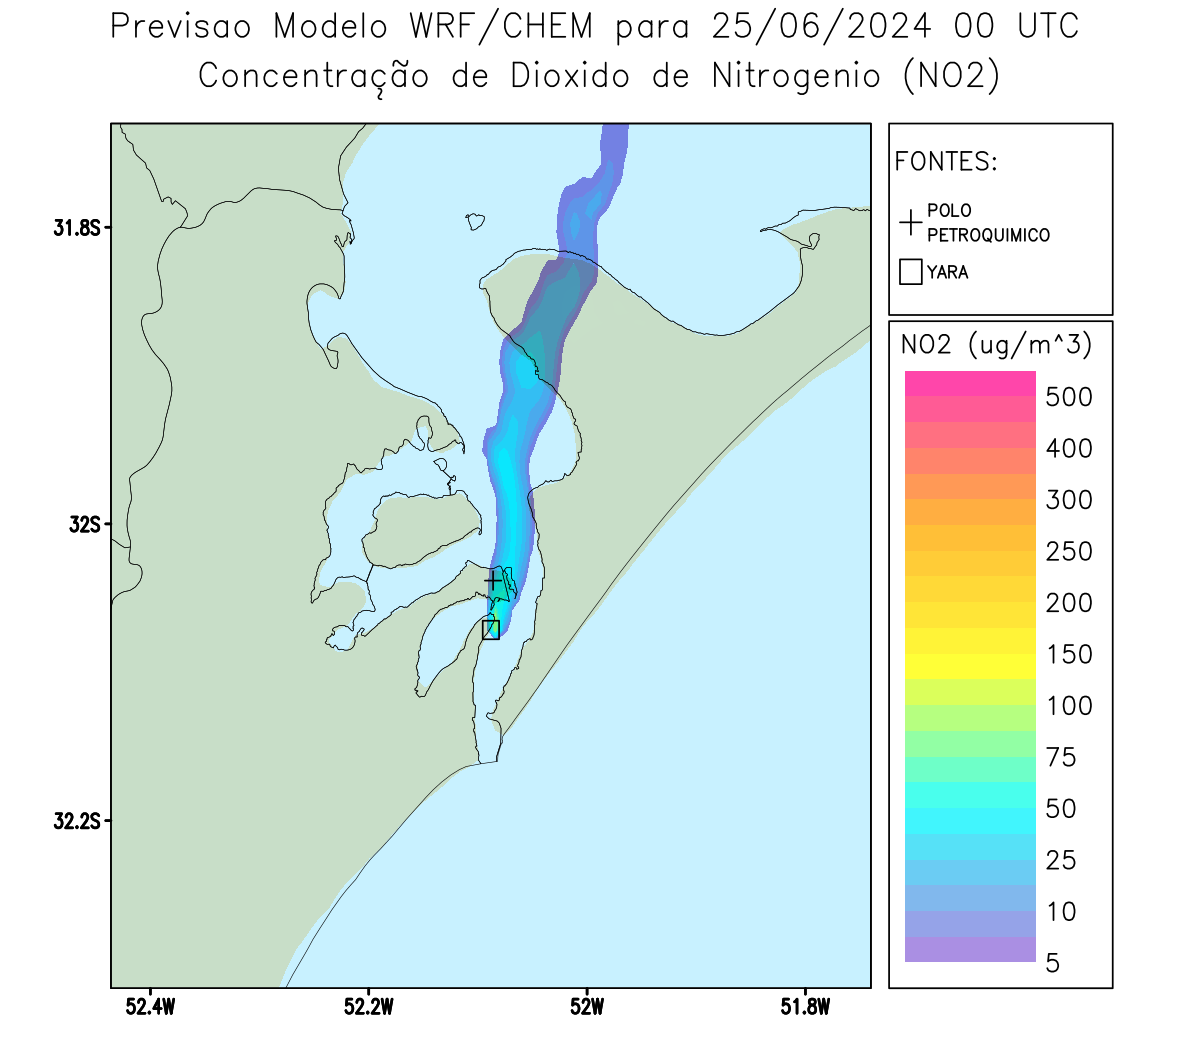 Previsao Modelo WRF/CHEM para 25/06/2024 00 UTC
Concentração de Dioxido de Nitrogenio (NO2)
FONTES:
POLO
PETROQUIMICO
YARA
NO2 (ug/m^3)
500
400
300
250
200
150
100
75
50
25
10
5
31.8S
32S
32.2S
52.4W
52.2W
52W
51.8W